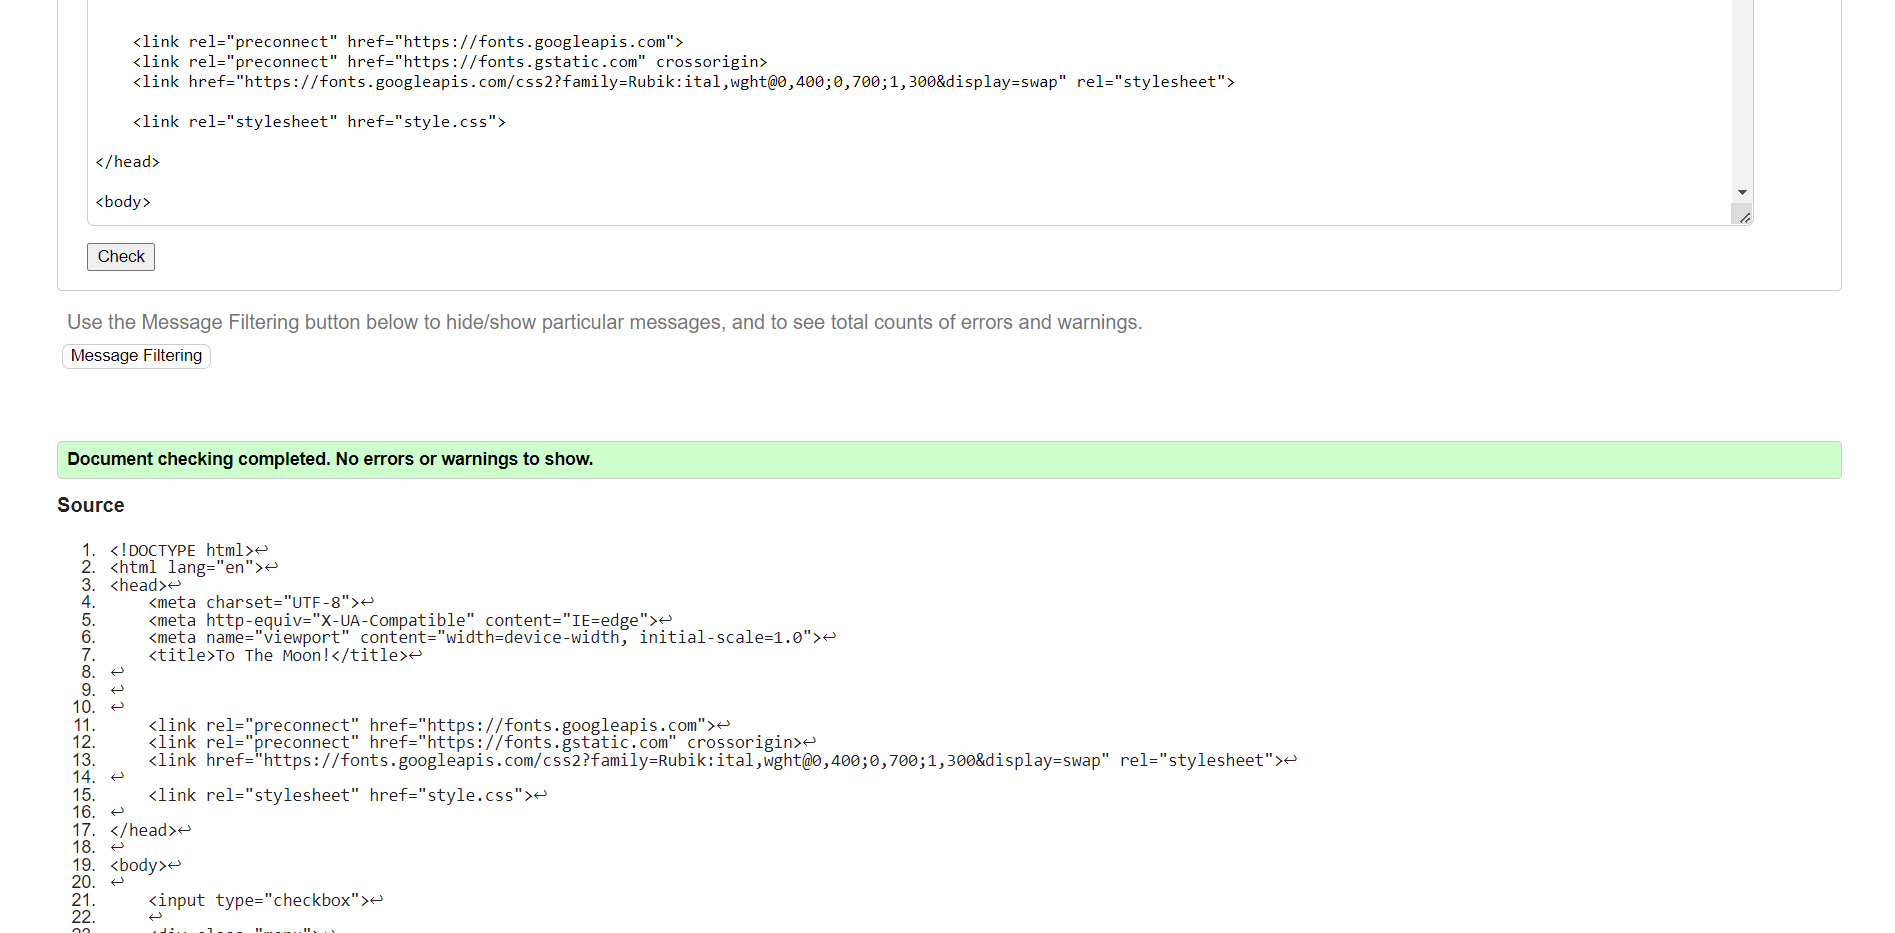 <link rel="preconnect" href="https://fonts.googleapis.com">
<link rel="preconnect" href="https://fonts.gstatic.com" crossorigin>
<link href="https://fonts.googleapis.com/css2?family=Rubik:ital,wght@0,400;0,700;1,300&display=swap" rel="stylesheet">
<link rel="stylesheet" href="style.css">
</head>
<body>
Check
Use the Message Filtering button below to hide/show particular messages, and to see total counts of errors and warnings.
Message Filtering
Document checking completed. No errors or warnings to show.
Source
1. <!DOCTYPE html>↩
2. <html lang="en">↩
3. <head>↩
4. <meta charset="UTF-8">↩
5. <meta http-equiv="X-UA-Compatible" content="IE=edge">↩
6. <meta name="viewport" content="width=device-width, initial-scale=1.0">↩
7. <title>To The Moon!</title>↩
8. ↩
9. ↩
10. ↩
11. <link rel="preconnect" href="https://fonts.googleapis.com">↩
12. <link rel="preconnect" href="https://fonts.gstatic.com" crossorigin>↩
13. <link href="https://fonts.googleapis.com/css2?family=Rubik:ital,wght@0,400;0,700;1,300&display=swap" rel="stylesheet">↩
14. ↩
15. <link rel="stylesheet" href="style.css">↩
16. ↩
17. </head>↩
18. ↩
19. <body>↩
20. ↩
21. <input type="checkbox">↩
22. ↩
23. <div class="menu">↩